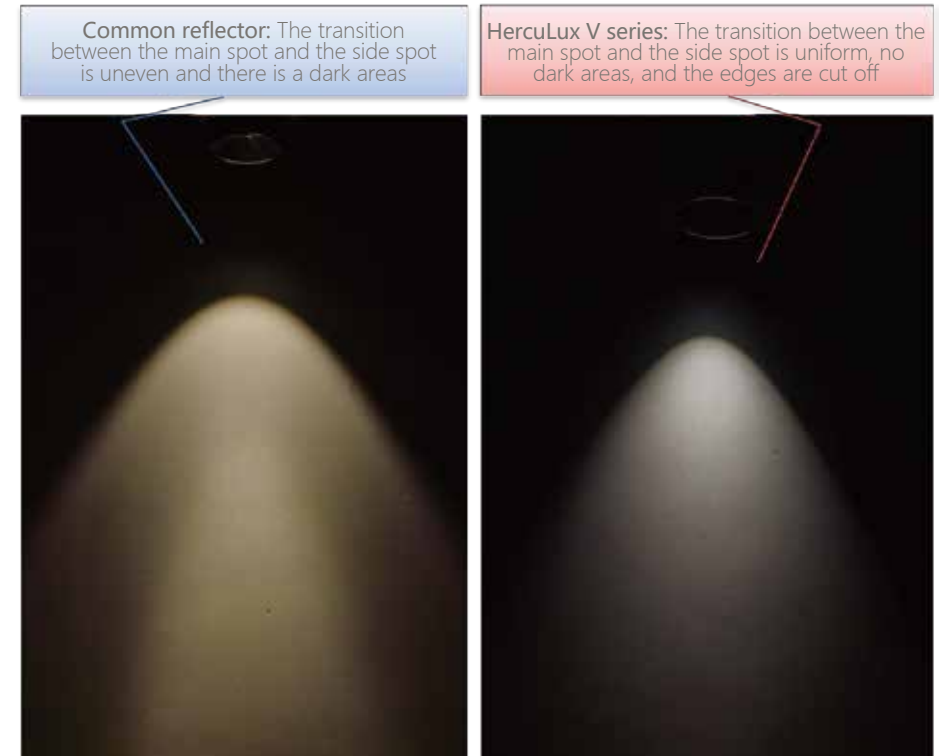 Common reflector: The transition
between the main spot and the side spot
is uneven and there is a dark areas
HercuLux V series: The transition between the
main spot and the side spot is uniform, no
dark areas, and the edges are cut off